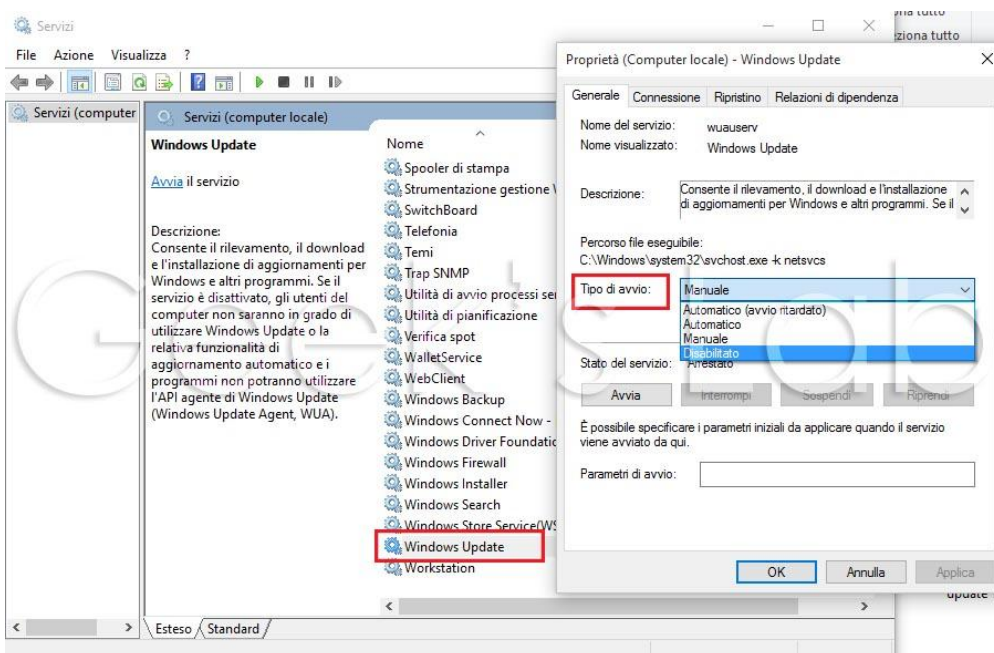 Servizi
File Azione Visualizza ?
Servizi (computer
Servizi (computer locale)
Windows Update
Avvia il servizio
Descrizione:
Consente il rilevamento, il download
e l'installazione di aggiornamenti per
Windows e altri programmi. Se il
servizio è disattivato, gli utenti del
computer non saranno in grado di
utilizzare Windows Update o la
relativa funzionalità di
aggiornamento automatico e i
programmi non potranno utilizzare
l'API agente di Windows Update
(Windows Update Agent, WUA).
Nome
Spooler di stampa
Strumentazione gestione
SwitchBoard
Telefonia
Temi
Trap SNMP
Utilità di avvio processi se
Utilità di pianificazione
Verifica spot
WalletService
WebClient
Windows Backup
Windows Connect Now -
Windows Driver Foundatio
Windows Firewall
Windows Installer
Windows Search
Windows Store Service(WS
Windows Update
Workstation
Esteso Standard
Proprietà (Computer locale) - Windows Update
Generale Connessione Ripristino Relazioni di dipendenza
Nome del servizio: wuauserv
Nome visualizzato: Windows Update
Descrizione: Consente il rilevamento, il download e l'installazione
di aggiornamenti per Windows e altri programmi. Se il
Percorso file eseguibile:
C:\Windows\system32\svchost.exe -k netsvcs
Tipo di avvio: Manuale
Automatico (avvio ritardato)
Automatico
Manuale
Disabilitato
Stato del servizio: Arrestato
Avvia Interrompi Sospendi Riprendi
È possibile specificare i parametri iniziali da applicare quando il servizio
viene avviato da qui.
Parametri di avvio:
OK Annulla Applica
ziona tutto
update
Geek's Lab